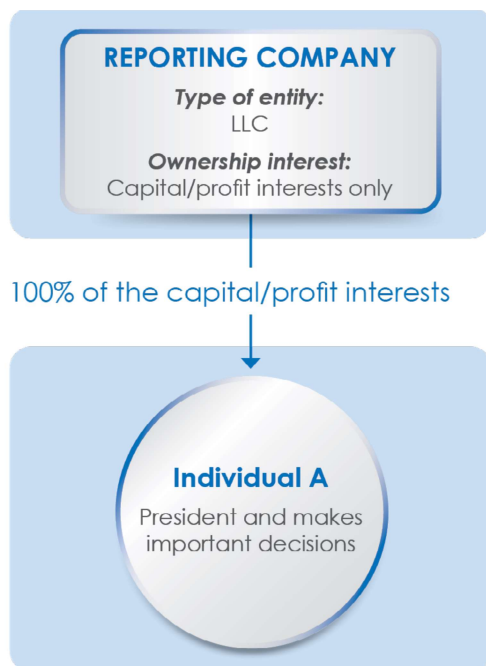 REPORTING COMPANY
Type of entity:
LLC
Ownership interest:
Capital/profit interests only
100% of the capital/profit interests
Individual A
President and makes
important decisions